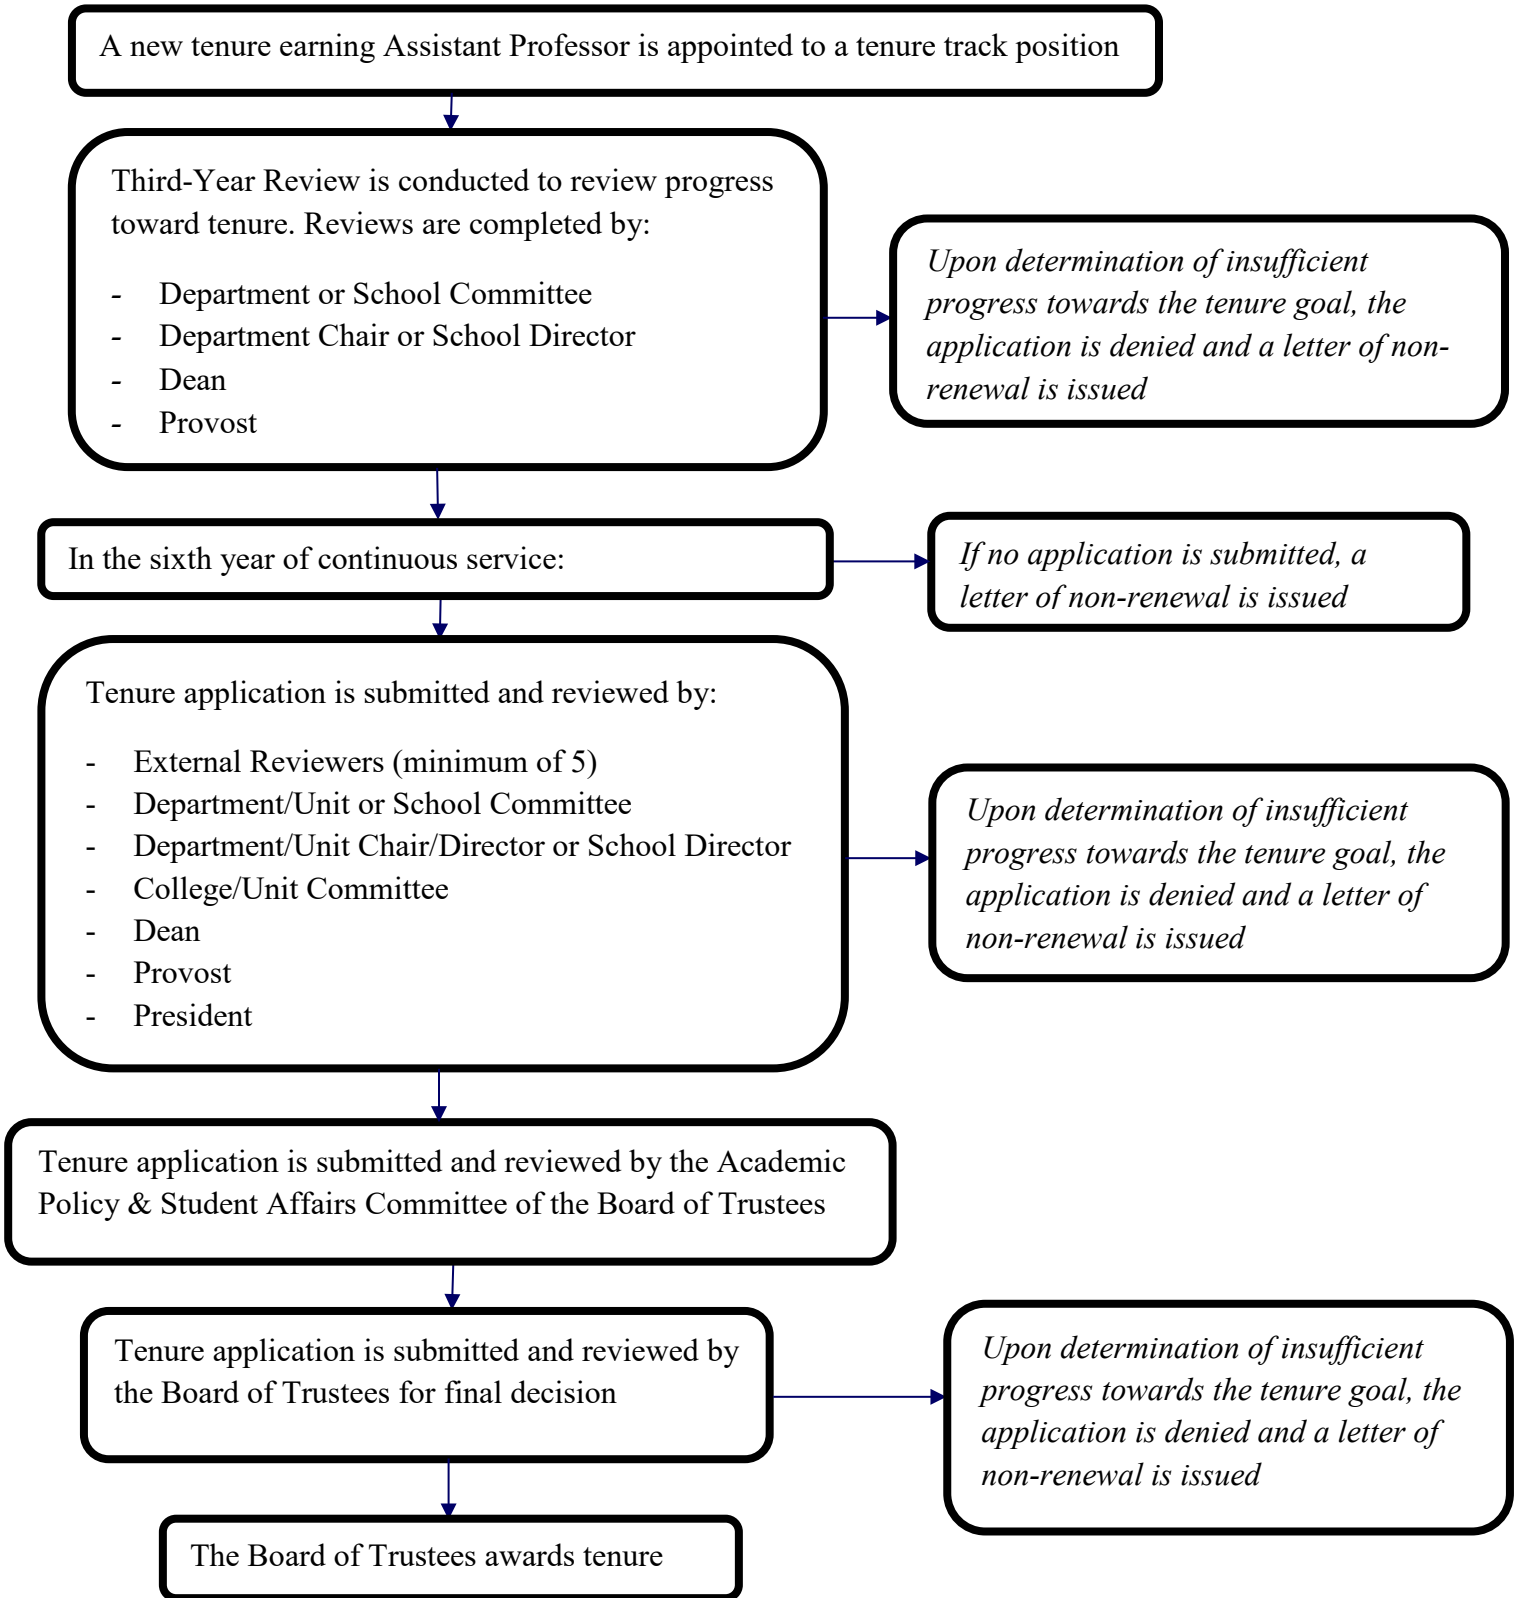 A new tenure earning Assistant Professor is appointed to a tenure track position
Third-Year Review is conducted to review progress
toward tenure. Reviews are completed by:
- Department or School Committee
- Department Chair or School Director
- Dean
- Provost
Upon determination of insufficient
progress towards the tenure goal, the
application is denied and a letter of non-
renewal is issued
In the sixth year of continuous service:
If no application is submitted, a
letter of non-renewal is issued
Tenure application is submitted and reviewed by:
- External Reviewers (minimum of 5)
- Department/Unit or School Committee
- Department/Unit Chair/Director or School Director
- College/Unit Committee
- Dean
- Provost
- President
Upon determination of insufficient
progress towards the tenure goal, the
application is denied and a letter of
non-renewal is issued
Tenure application is submitted and reviewed by the Academic
Policy & Student Affairs Committee of the Board of Trustees
Tenure application is submitted and reviewed by
the Board of Trustees for final decision
Upon determination of insufficient
progress towards the tenure goal, the
application is denied and a letter of
non-renewal is issued
The Board of Trustees awards tenure